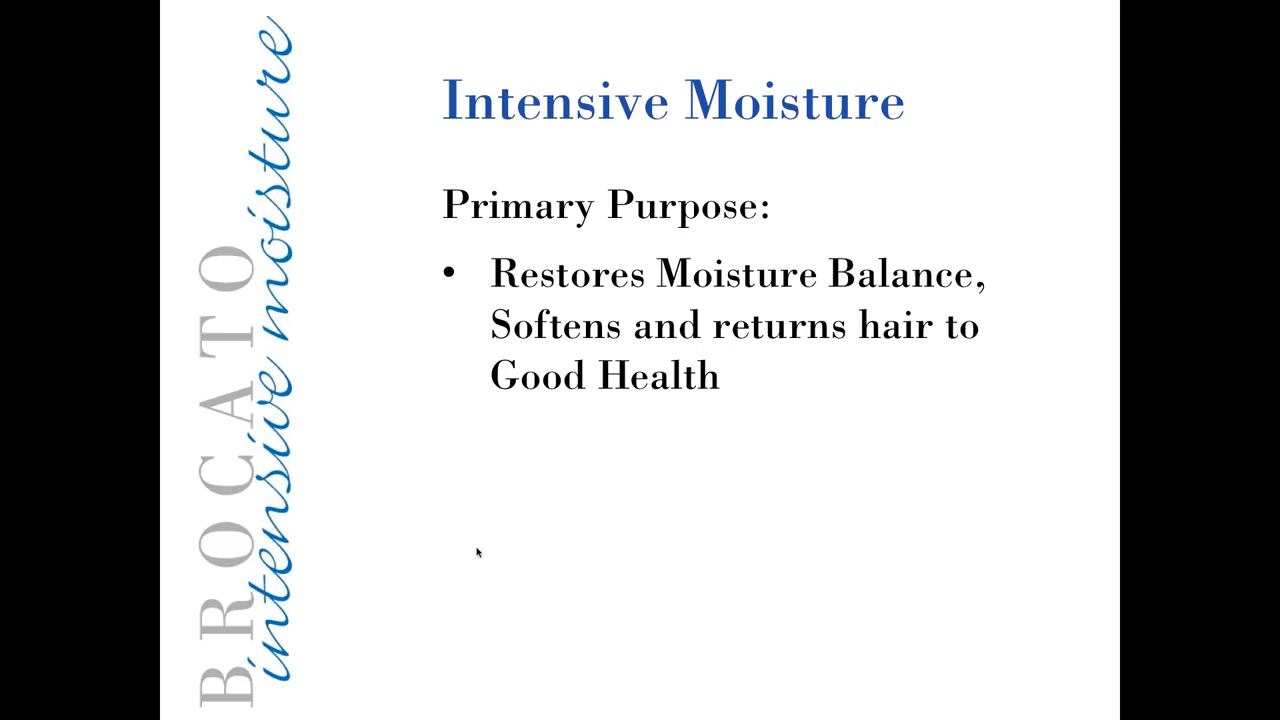 BROCATO
intensive moisture
Intensive Moisture
Primary Purpose:
• Restores Moisture Balance,
Softens and returns hair to
Good Health